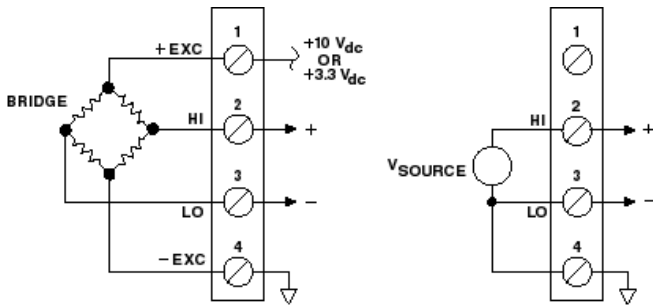 1
+EXC
+10 Vdc
OR
+3.3 Vdc
BRIDGE
2
HI
+
3
LO
−
4
−EXC
1
2
HI
+
VSOURCE
3
LO
−
4